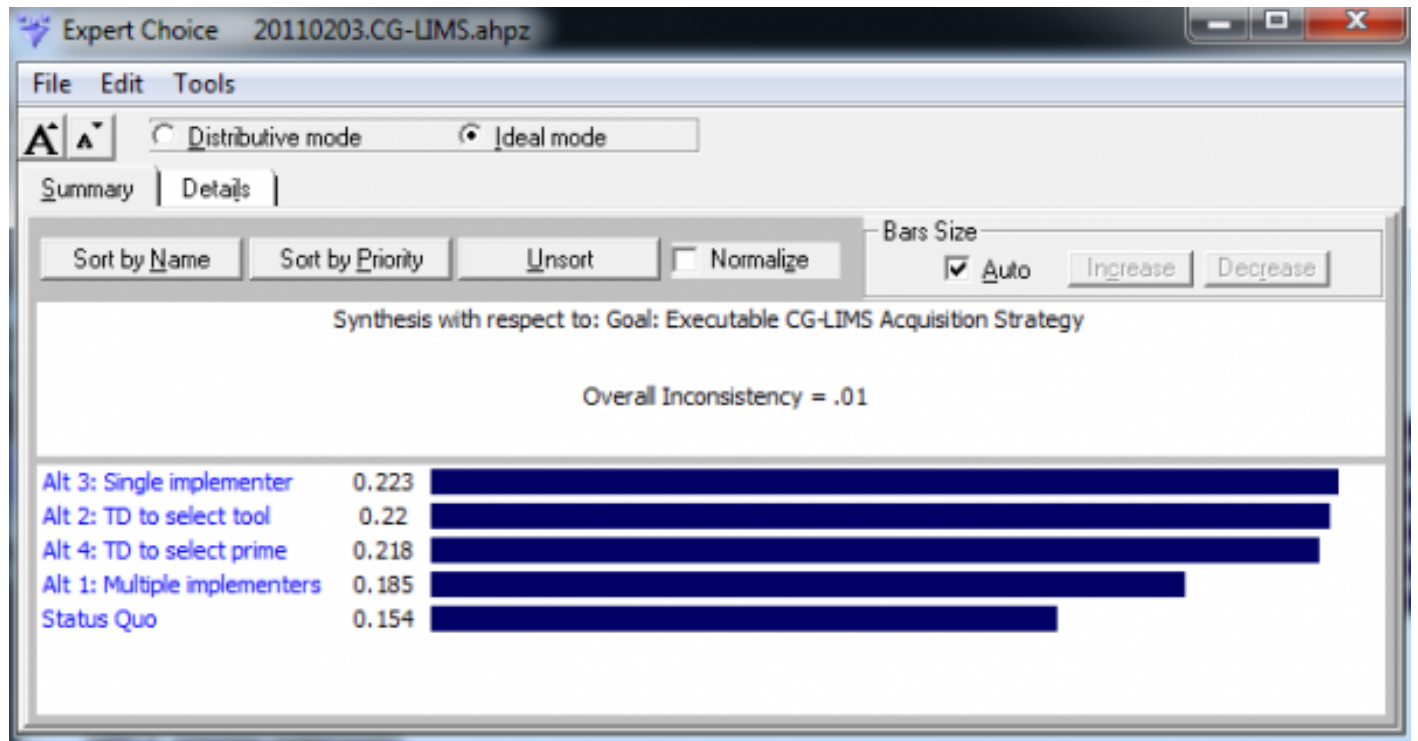 Expert Choice 20110203.CG-LIMS.ahpz
File Edit Tools
A A Distributive mode Ideal mode
Summary Details
Bars Size
Sort by Name Sort by Priority Unsort Normalize Auto Increase Decrease
Synthesis with respect to: Goal: Executable CG-LIMS Acquisition Strategy
Overall Inconsistency = .01
Alt 3: Single implementer 0.223
Alt 2: TD to select tool 0.22
Alt 4: TD to select prime 0.218
Alt 1: Multiple implementers 0.185
Status Quo 0.154